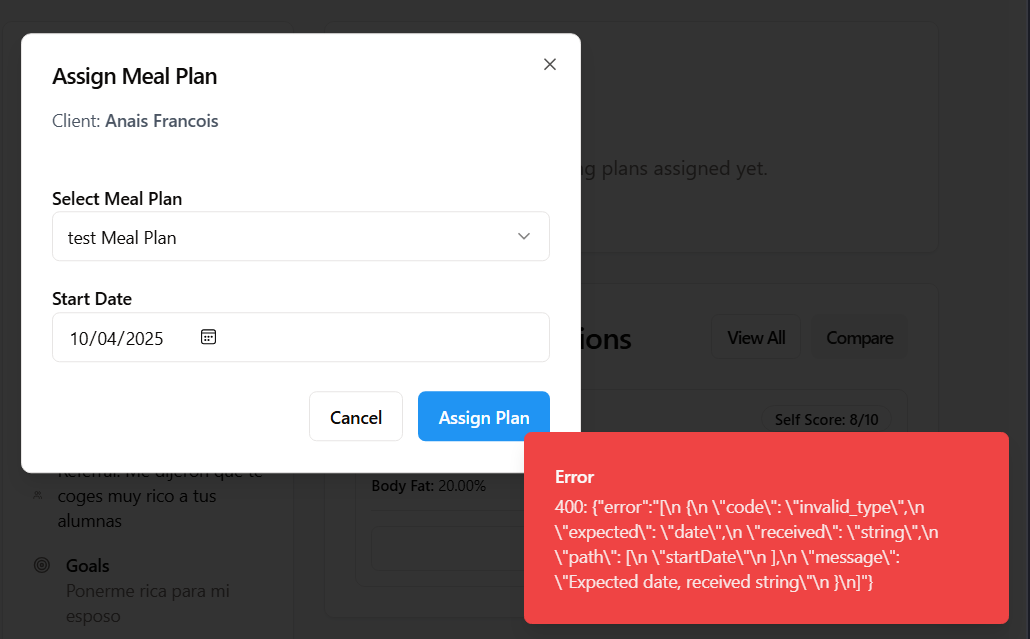 Assign Meal Plan
Client: Anais Francois
Select Meal Plan
test Meal Plan
Start Date
10/04/2025
Cancel
Assign Plan
plans assigned yet.
View All
Compare
Self Score: 8/10
Body Fat: 20.00%
Referral: Me dijeron que te
coges muy rico a tus
alumnas
Goals
Ponerme rica para mi
esposo
Error
400: {"error":"[\n {\n \"code\": \"invalid_type\",\n
\"expected\": \"date\",\n \"received\": \"string\",\n
\"path\": [\n \"startDate\"\n ],\n \"message\":
\"Expected date, received string\"\n }\n]"}